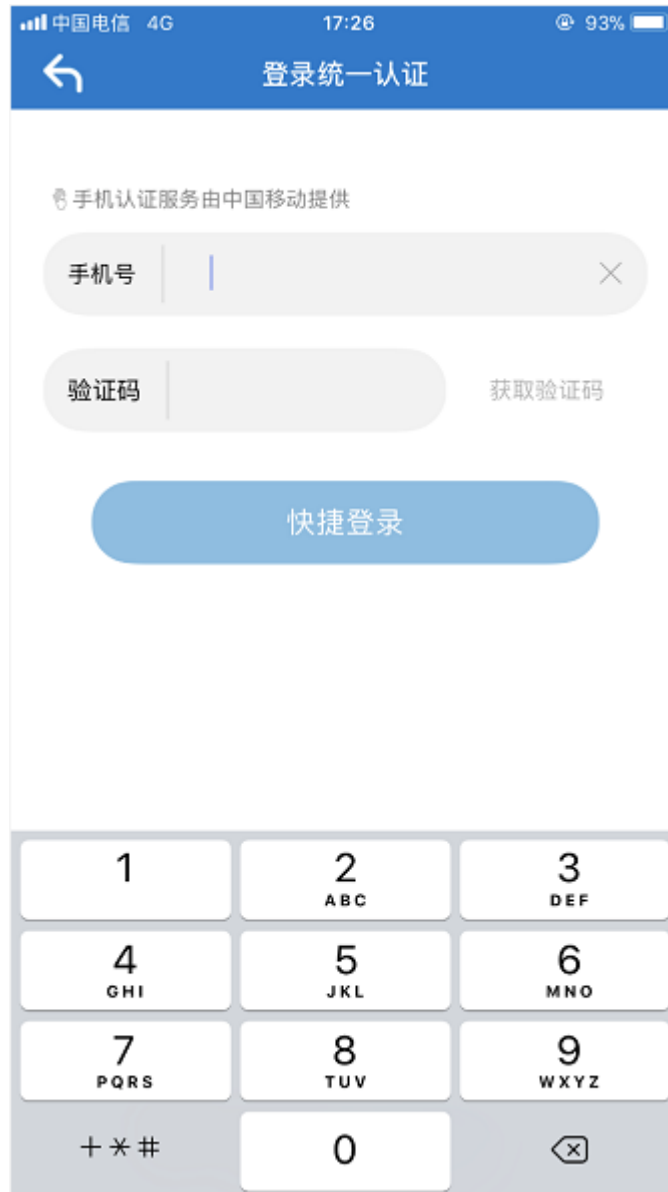 中国电信 4G 17:26 93%
登录统一认证
手机认证服务由中国移动提供
手机号
验证码 获取验证码
快捷登录
1 2 3
ABC DEF
4 5 6
GHI JKL MNO
7 8 9
PQRS TUV WXYZ
+*# 0